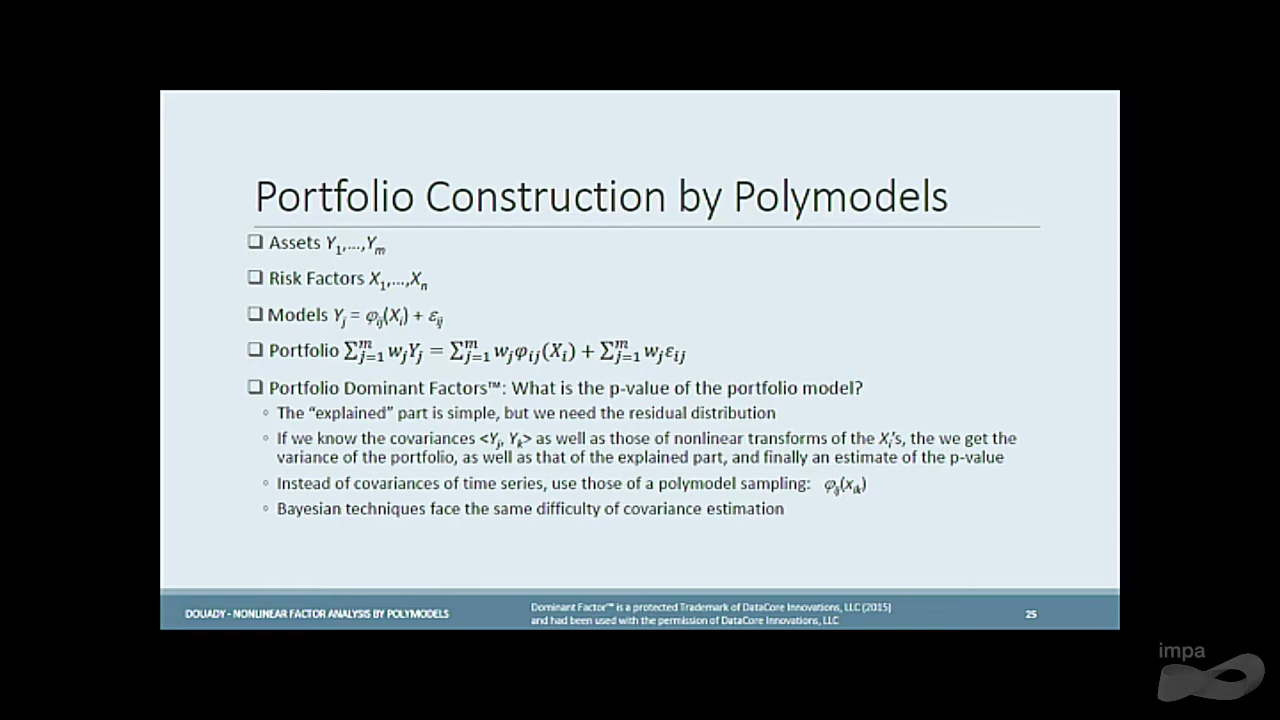 Portfolio Construction by Polymodels
❑ Assets Y₁,...,Yₘ
❑ Risk Factors X₁,...,Xₙ
❑ Models Yⱼ = φᵢⱼ(Xᵢ) + εᵢⱼ
❑ Portfolio ∑ⱼ₌₁ᵐ wⱼYⱼ = ∑ⱼ₌₁ᵐ wⱼφᵢⱼ(Xᵢ) + ∑ⱼ₌₁ᵐ wⱼεᵢⱼ
❑ Portfolio Dominant Factors™: What is the p-value of the portfolio model?
◦ The “explained” part is simple, but we need the residual distribution
◦ If we know the covariances <Yⱼ, Yₖ> as well as those of nonlinear transforms of the Xᵢ’s, the we get the
variance of the portfolio, as well as that of the explained part, and finally an estimate of the p-value
◦ Instead of covariances of time series, use those of a polymodel sampling: φᵢⱼ(xᵢₖ)
◦ Bayesian techniques face the same difficulty of covariance estimation
DOUADY - NONLINEAR FACTOR ANALYSIS BY POLYMODELS
Dominant Factor™ is a protected Trademark of DataCore Innovations, LLC (2015)
and had been used with the permission of DataCore Innovations, LLC
25
impa